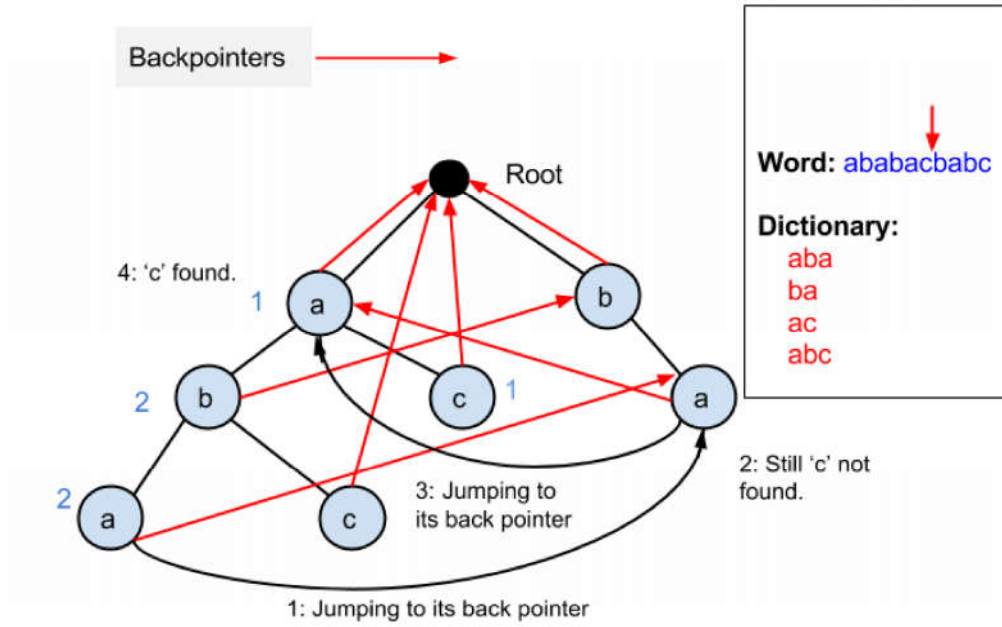 Backpointers
Root
Word: ababacbabc
Dictionary:
aba
ba
ac
abc
4: ‘c’ found.
1
a
b
2
b
c
1
a
2
a
c
3: Jumping to
its back pointer
2: Still ‘c’ not
found.
1: Jumping to its back pointer